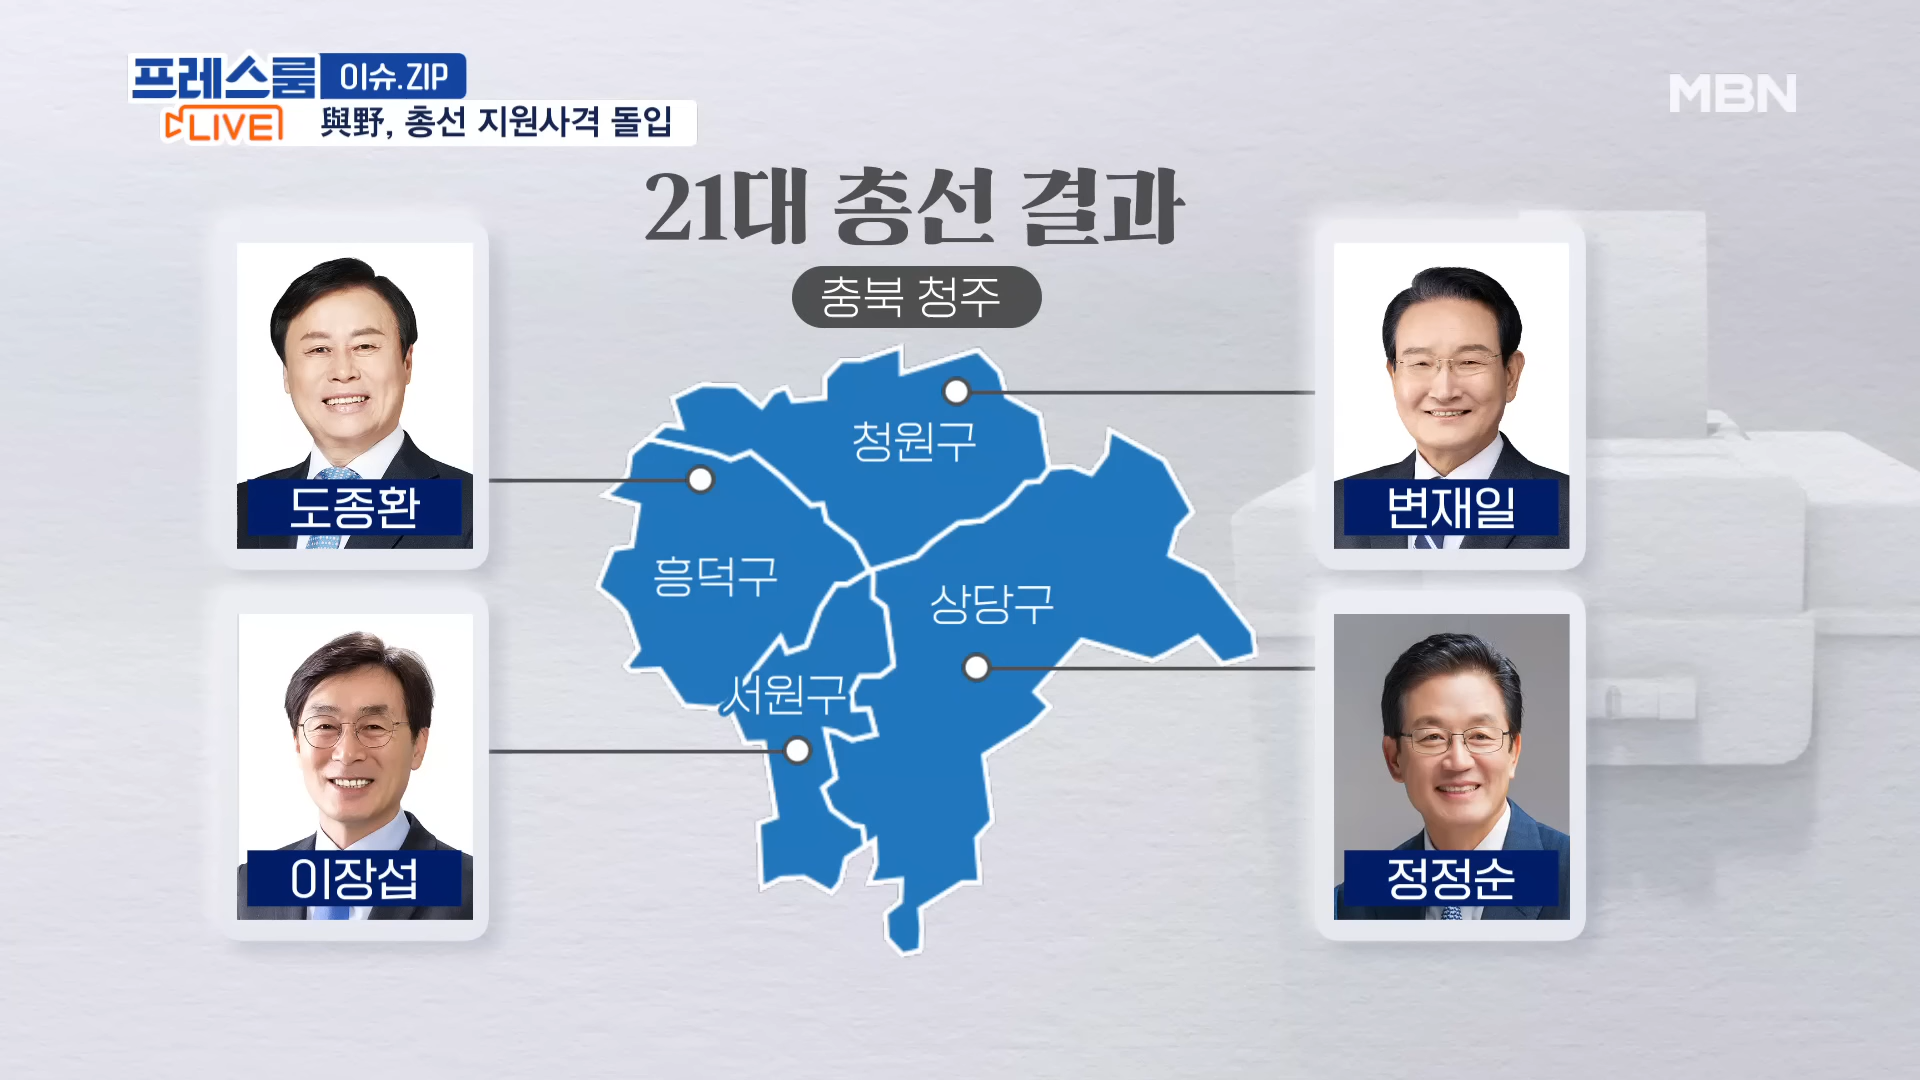 프레스룸 이슈.ZIP
LIVE 與野, 총선 지원사격 돌입
MBN
21대 총선 결과
충북 청주
도종환
변재일
청원구
흥덕구
상당구
서원구
이장섭
정정순